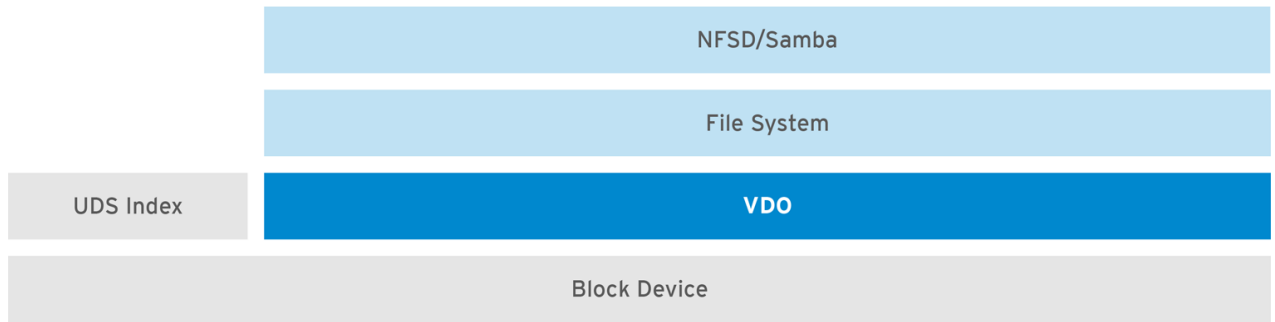 NFSD/Samba
File System
UDS Index
VDO
Block Device